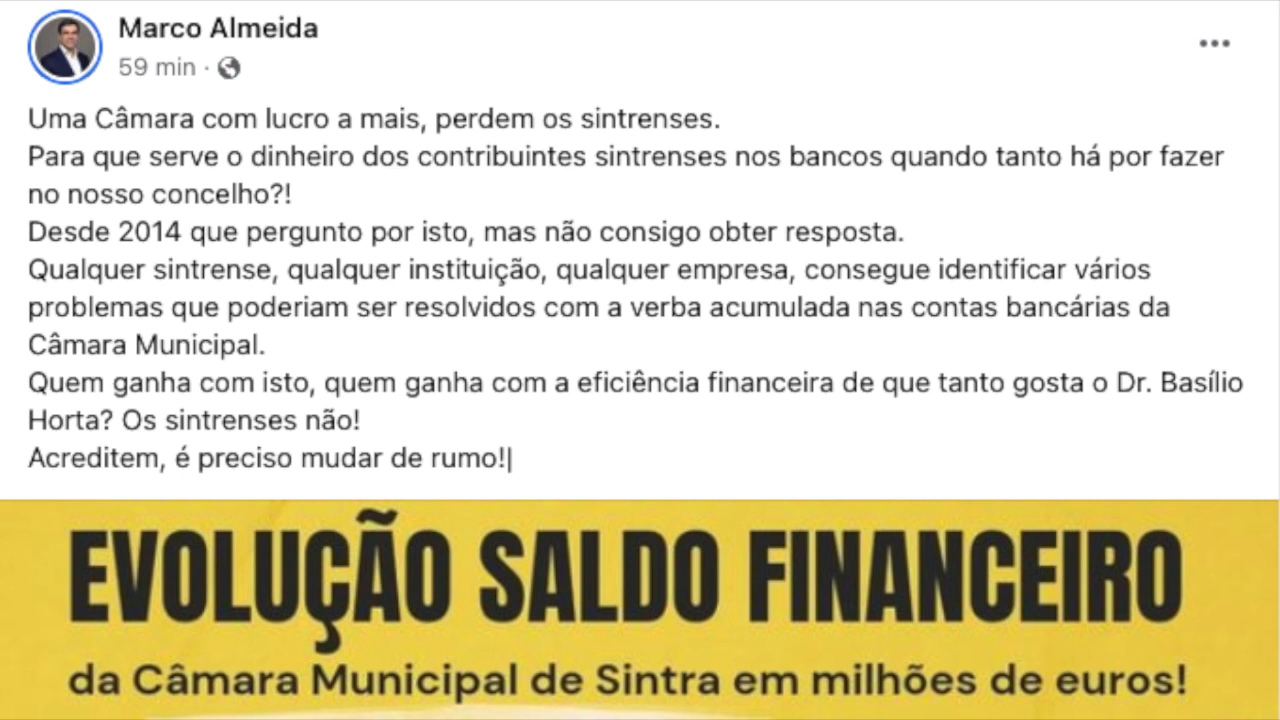 Marco Almeida
59 min ·
Uma Câmara com lucro a mais, perdem os sintrenses.
Para que serve o dinheiro dos contribuintes sintrenses nos bancos quando tanto há por fazer
no nosso concelho?!
Desde 2014 que pergunto por isto, mas não consigo obter resposta.
Qualquer sintrense, qualquer instituição, qualquer empresa, consegue identificar vários
problemas que poderiam ser resolvidos com a verba acumulada nas contas bancárias da
Câmara Municipal.
Quem ganha com isto, quem ganha com a eficiência financeira de que tanto gosta o Dr. Basílio
Horta? Os sintrenses não!
Acreditem, é preciso mudar de rumo!|
EVOLUÇÃO SALDO FINANCEIRO
da Câmara Municipal de Sintra em milhões de euros!